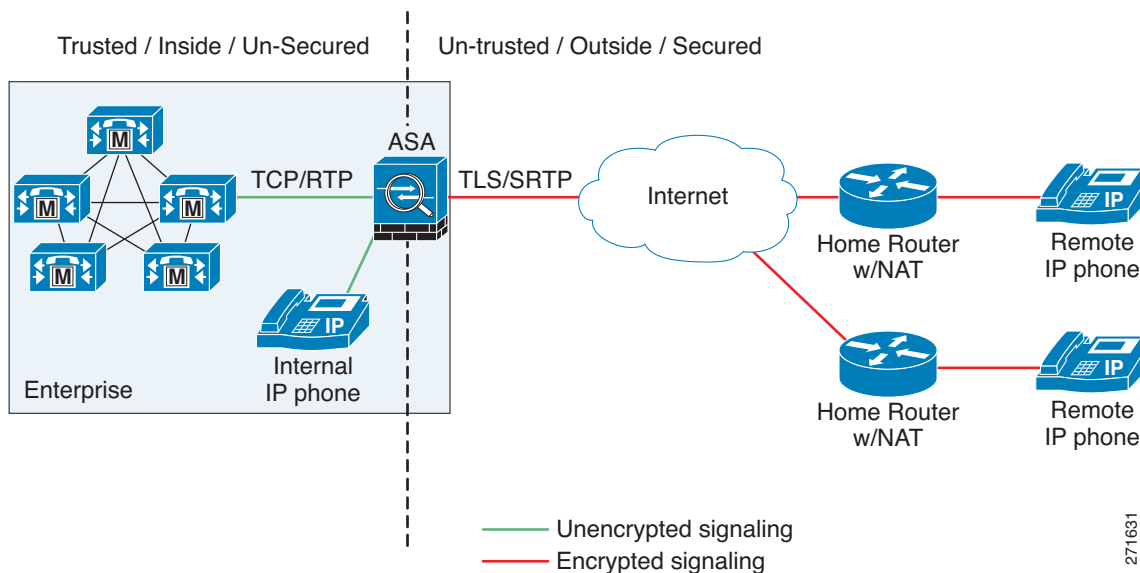 Trusted / Inside / Un-Secured
Un-trusted / Outside / Secured
ASA
M
M
M
M
M
TCP/RTP
TLS/SRTP
Internet
IP
Home Router
w/NAT
Remote
IP phone
IP
Internal
IP phone
Enterprise
IP
Home Router
w/NAT
Remote
IP phone
Unencrypted signaling
Encrypted signaling
271631